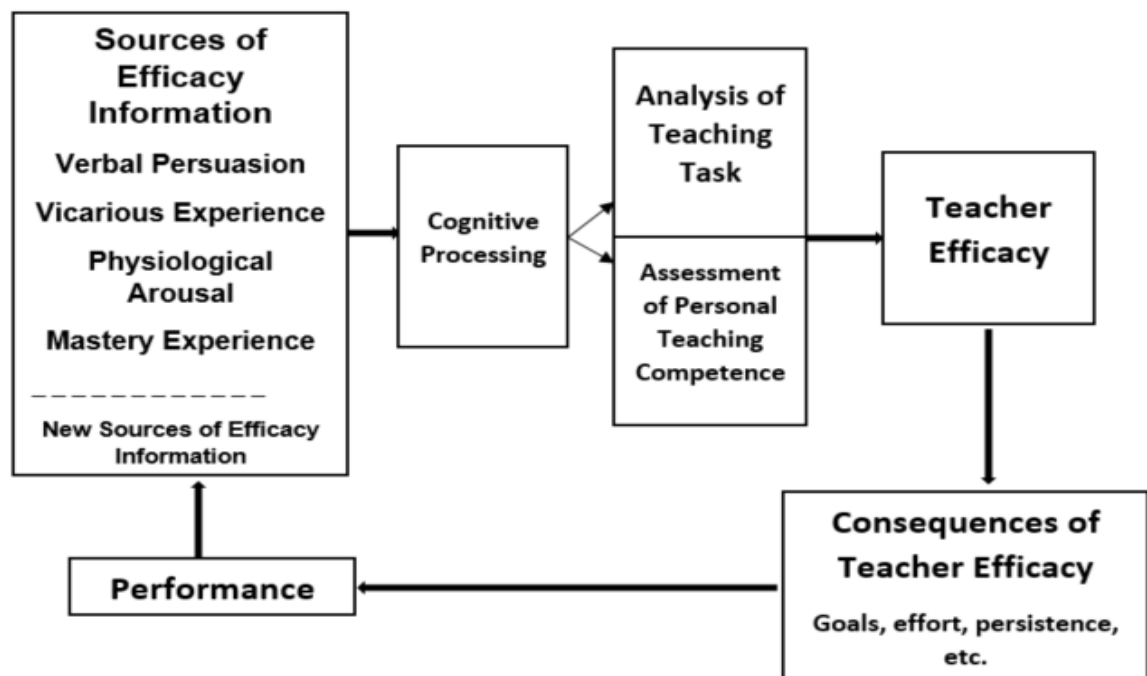 Sources of
Efficacy
Information
Verbal Persuasion
Vicarious Experience
Physiological
Arousal
Mastery Experience
New Sources of Efficacy
Information
Cognitive
Processing
Analysis of
Teaching
Task
Assessment
of Personal
Teaching
Competence
Teacher
Efficacy
Consequences of
Teacher Efficacy
Goals, effort, persistence,
etc.
Performance